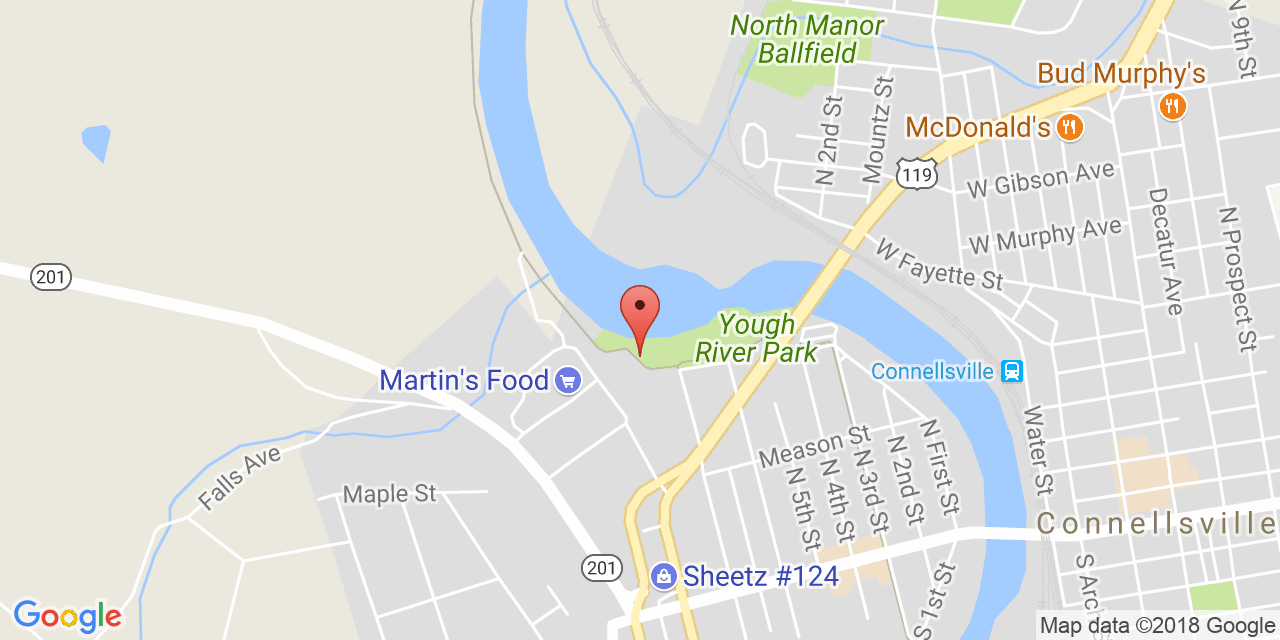 North Manor
Ballfield
N 9th St
Bud Murphy's
McDonald's
N 2nd St
Mountz St
119
W Gibson Ave
W Murphy Ave
Decatur Ave
N Prospect St
W Fayette St
201
Yough
River Park
Martin's Food
Connellsville
Water St
Falls Ave
Maple St
Meason St
N 5th St
N 4th St
N 3rd St
N 2nd St
N First St
Connellsville
201
Sheetz #124
S 1st St
S Arch
Google
Map data ©2018 Google